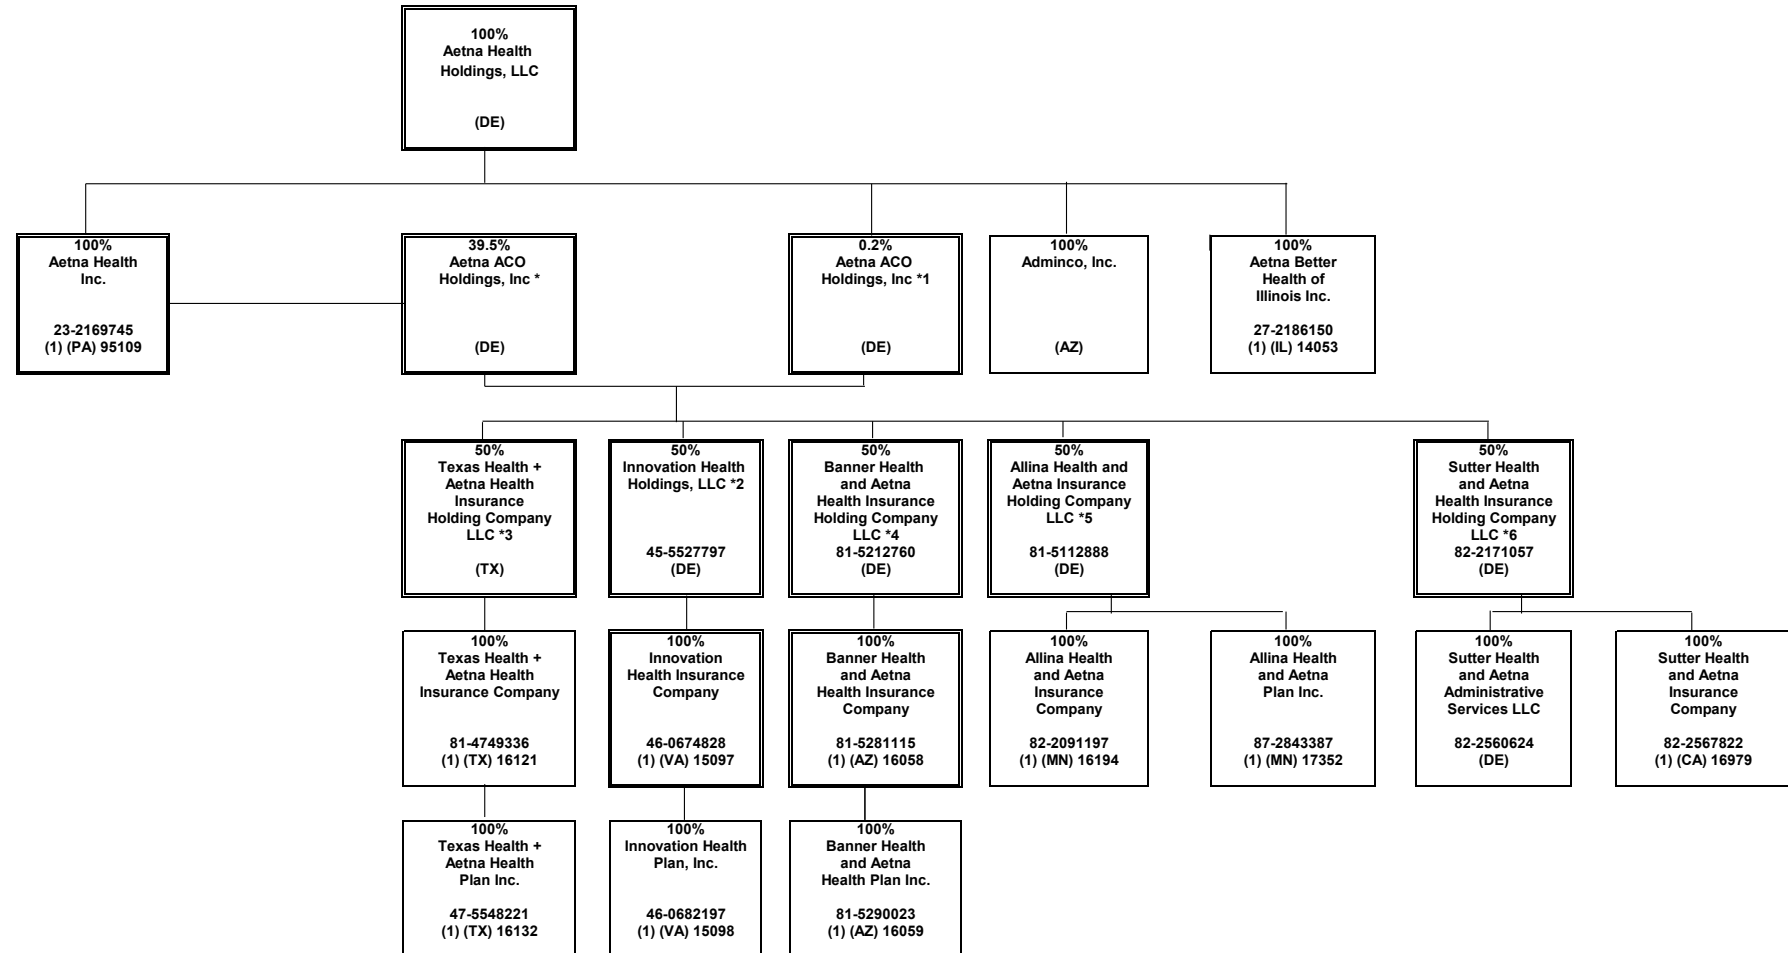 100%
Aetna Health
Holdings, LLC
(DE)
100%
Aetna Health
Inc.
23-2169745
(1) (PA) 95109
39.5%
Aetna ACO
Holdings, Inc *
(DE)
0.2%
Aetna ACO
Holdings, Inc *1
(DE)
100%
Adminco, Inc.
(AZ)
100%
Aetna Better
Health of
Illinois Inc.
27-2186150
(1) (IL) 14053
50%
Texas Health +
Aetna Health
Insurance
Holding Company
LLC *3
(TX)
50%
Innovation Health
Holdings, LLC *2
45-5527797
(DE)
50%
Banner Health
and Aetna
Health Insurance
Holding Company
LLC *4
81-5212760
(DE)
50%
Allina Health and
Aetna Insurance
Holding Company
LLC *5
81-5112888
(DE)
50%
Sutter Health
and Aetna
Health Insurance
Holding Company
LLC *6
82-2171057
(DE)
100%
Texas Health +
Aetna Health
Insurance Company
81-4749336
(1) (TX) 16121
100%
Innovation
Health Insurance
Company
46-0674828
(1) (VA) 15097
100%
Banner Health
and Aetna
Health Insurance
Company
81-5281115
(1) (AZ) 16058
100%
Allina Health
and Aetna
Insurance
Company
82-2091197
(1) (MN) 16194
100%
Allina Health
and Aetna
Plan Inc.
87-2843387
(1) (MN) 17352
100%
Sutter Health
and Aetna
Administrative
Services LLC
82-2560624
(DE)
100%
Sutter Health
and Aetna
Insurance
Company
82-2567822
(1) (CA) 16979
100%
Texas Health +
Aetna Health
Plan Inc.
47-5548221
(1) (TX) 16132
100%
Innovation Health
Plan, Inc.
46-0682197
(1) (VA) 15098
100%
Banner Health
and Aetna
Health Plan Inc.
81-5290023
(1) (AZ) 16059